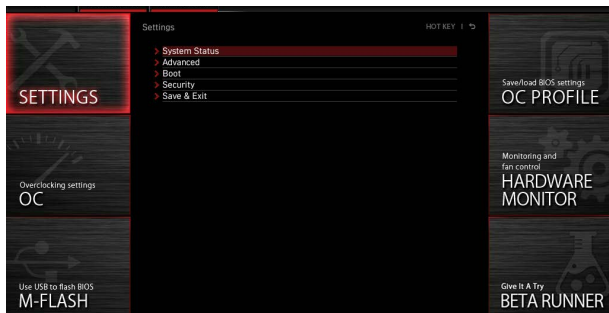 Settings
HOT KEY | ⮌
> System Status
> Advanced
> Boot
> Security
> Save & Exit
SETTINGS
Overclocking settings
OC
Use USB to flash BIOS
M-FLASH
Save/load BIOS settings
OC PROFILE
Monitoring and
fan control
HARDWARE
MONITOR
Give It A Try
BETA RUNNER